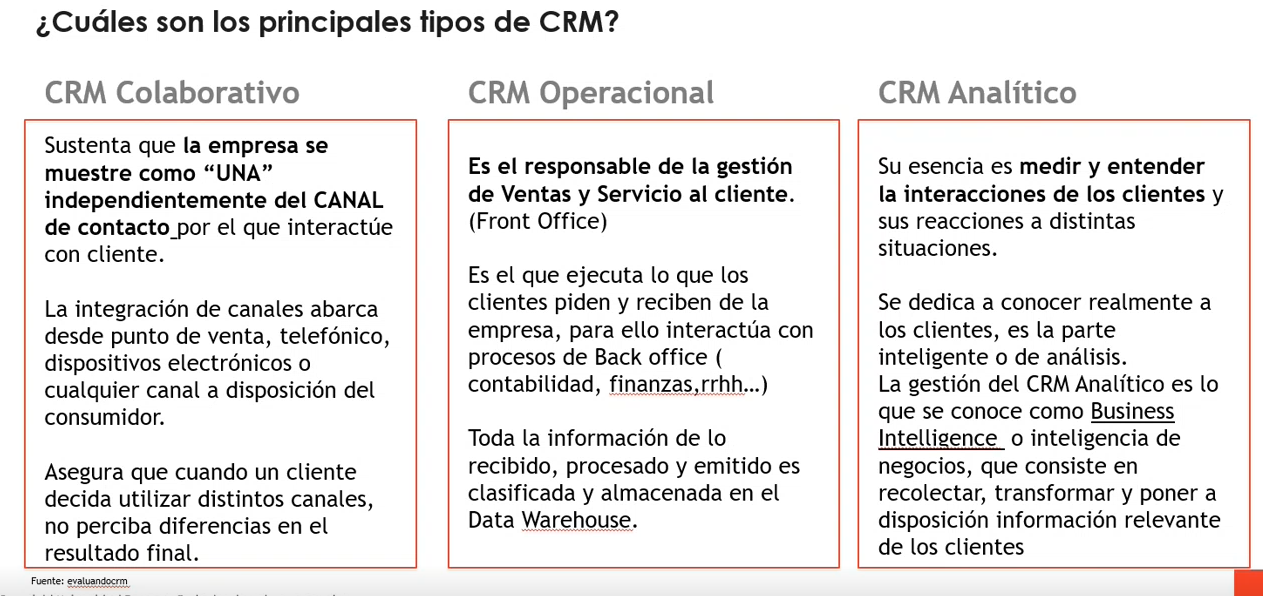 ¿Cuáles son los principales tipos de CRM?
CRM Colaborativo
Sustenta que la empresa se
muestre como “UNA”
independientemente del CANAL
de contacto por el que interactúe
con cliente.
La integración de canales abarca
desde punto de venta, telefónico,
dispositivos electrónicos o
cualquier canal a disposición del
consumidor.
Asegura que cuando un cliente
decida utilizar distintos canales,
no perciba diferencias en el
resultado final.
CRM Operacional
Es el responsable de la gestión
de Ventas y Servicio al cliente.
(Front Office)
Es el que ejecuta lo que los
clientes piden y reciben de la
empresa, para ello interactúa con
procesos de Back office (
contabilidad, finanzas,rrhh…)
Toda la información de lo
recibido, procesado y emitido es
clasificada y almacenada en el
Data Warehouse.
CRM Analítico
Su esencia es medir y entender
la interacciones de los clientes y
sus reacciones a distintas
situaciones.
Se dedica a conocer realmente a
los clientes, es la parte
inteligente o de análisis.
La gestión del CRM Analítico es lo
que se conoce como Business
Intelligence o inteligencia de
negocios, que consiste en
recolectar, transformar y poner a
disposición información relevante
de los clientes
Fuente: evaluandocrm